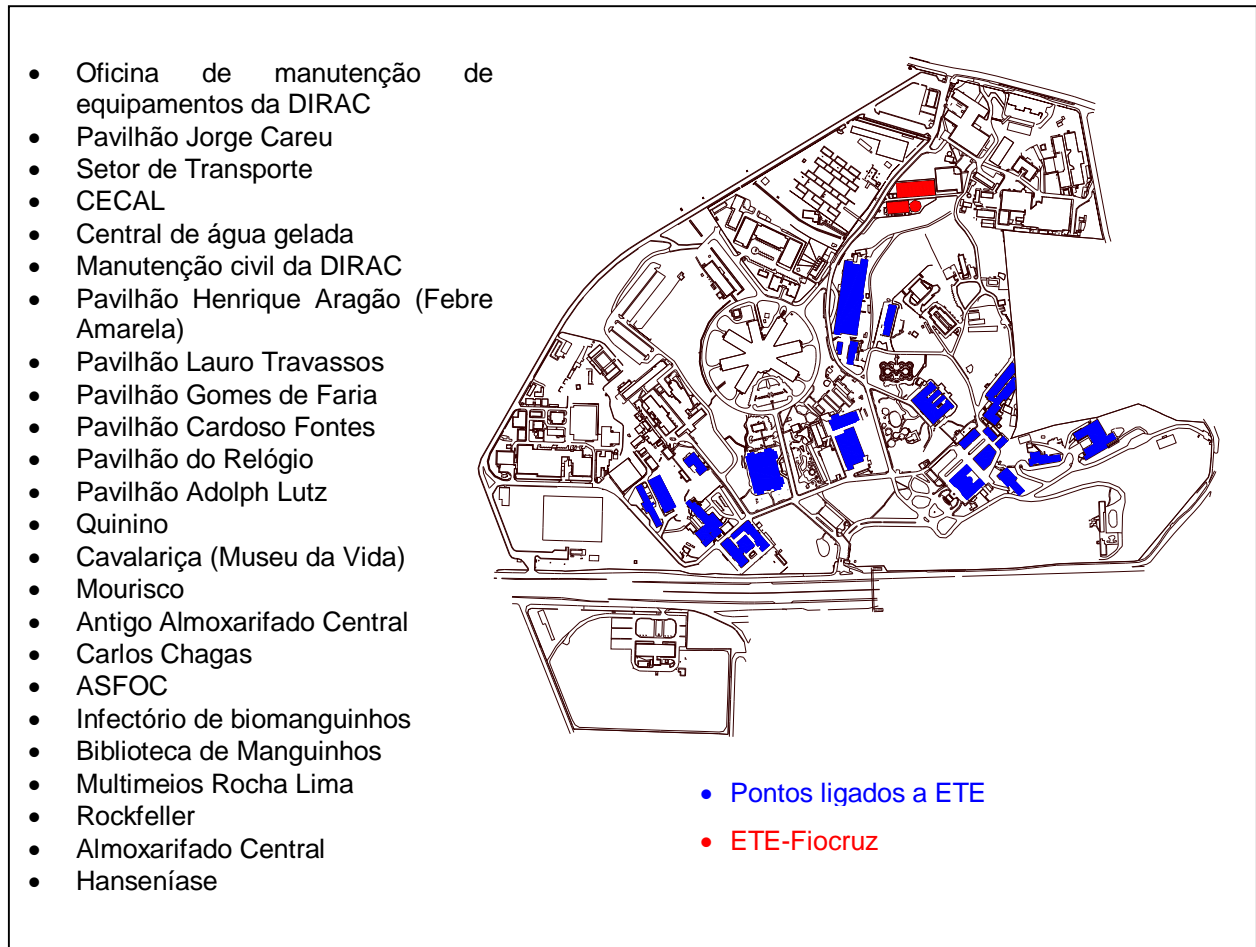 • Oficina de manutenção de
equipamentos da DIRAC
• Pavilhão Jorge Careu
• Setor de Transporte
• CECAL
• Central de água gelada
• Manutenção civil da DIRAC
• Pavilhão Henrique Aragão (Febre
Amarela)
• Pavilhão Lauro Travassos
• Pavilhão Gomes de Faria
• Pavilhão Cardoso Fontes
• Pavilhão do Relógio
• Pavilhão Adolph Lutz
• Quinino
• Cavalariça (Museu da Vida)
• Mourisco
• Antigo Almoxarifado Central
• Carlos Chagas
• ASFOC
• Infectório de biomanguinhos
• Biblioteca de Manguinhos
• Multimeios Rocha Lima
• Rockfeller
• Almoxarifado Central
• Hanseníase
• Pontos ligados a ETE
• ETE-Fiocruz